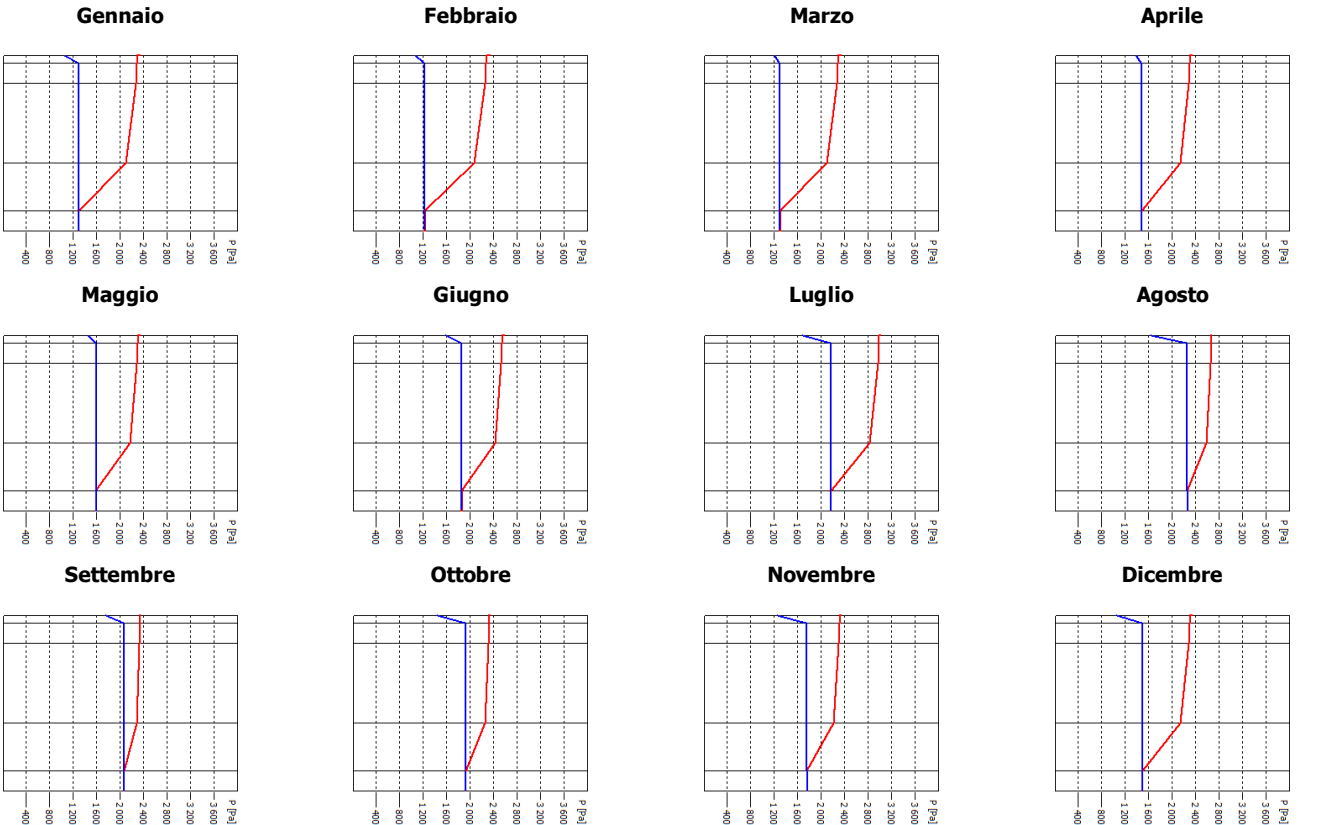 Gennaio Febbraio Marzo Aprile
400 800 1 200 1 600 2 000 2 400 2 800 3 200 3 600 P [Pa] 400 800 1 200 1 600 2 000 2 400 2 800 3 200 3 600 P [Pa] 400 800 1 200 1 600 2 000 2 400 2 800 3 200 3 600 P [Pa] 400 800 1 200 1 600 2 000 2 400 2 800 3 200 3 600 P [Pa]
Maggio Giugno Luglio Agosto
400 800 1 200 1 600 2 000 2 400 2 800 3 200 3 600 P [Pa] 400 800 1 200 1 600 2 000 2 400 2 800 3 200 3 600 P [Pa] 400 800 1 200 1 600 2 000 2 400 2 800 3 200 3 600 P [Pa] 400 800 1 200 1 600 2 000 2 400 2 800 3 200 3 600 P [Pa]
Settembre Ottobre Novembre Dicembre
400 800 1 200 1 600 2 000 2 400 2 800 3 200 3 600 P [Pa] 400 800 1 200 1 600 2 000 2 400 2 800 3 200 3 600 P [Pa] 400 800 1 200 1 600 2 000 2 400 2 800 3 200 3 600 P [Pa] 400 800 1 200 1 600 2 000 2 400 2 800 3 200 3 600 P [Pa]